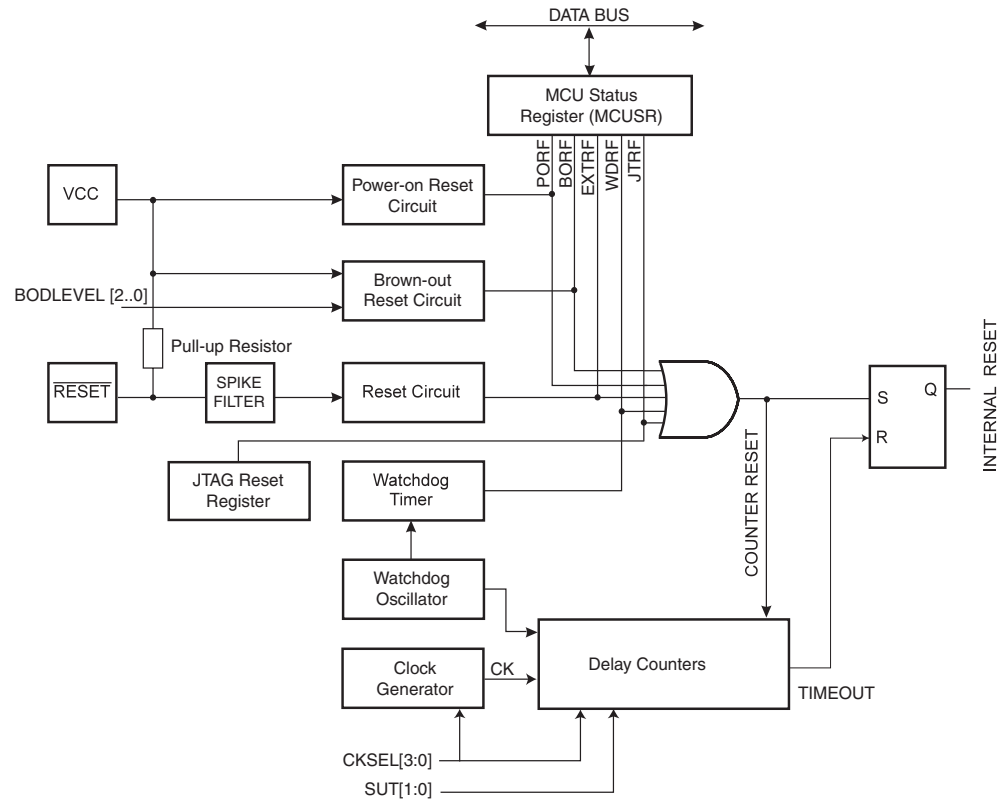 DATA BUS
MCU Status
Register (MCUSR)
PORF
BORF
EXTRF
WDRF
JTRF
VCC
Power-on Reset
Circuit
Brown-out
Reset Circuit
BODLEVEL [2..0]
Pull-up Resistor
RESET
SPIKE
FILTER
Reset Circuit
S
Q
R
INTERNAL RESET
JTAG Reset
Register
Watchdog
Timer
COUNTER RESET
Watchdog
Oscillator
Clock
Generator
CK
Delay Counters
TIMEOUT
CKSEL[3:0]
SUT[1:0]